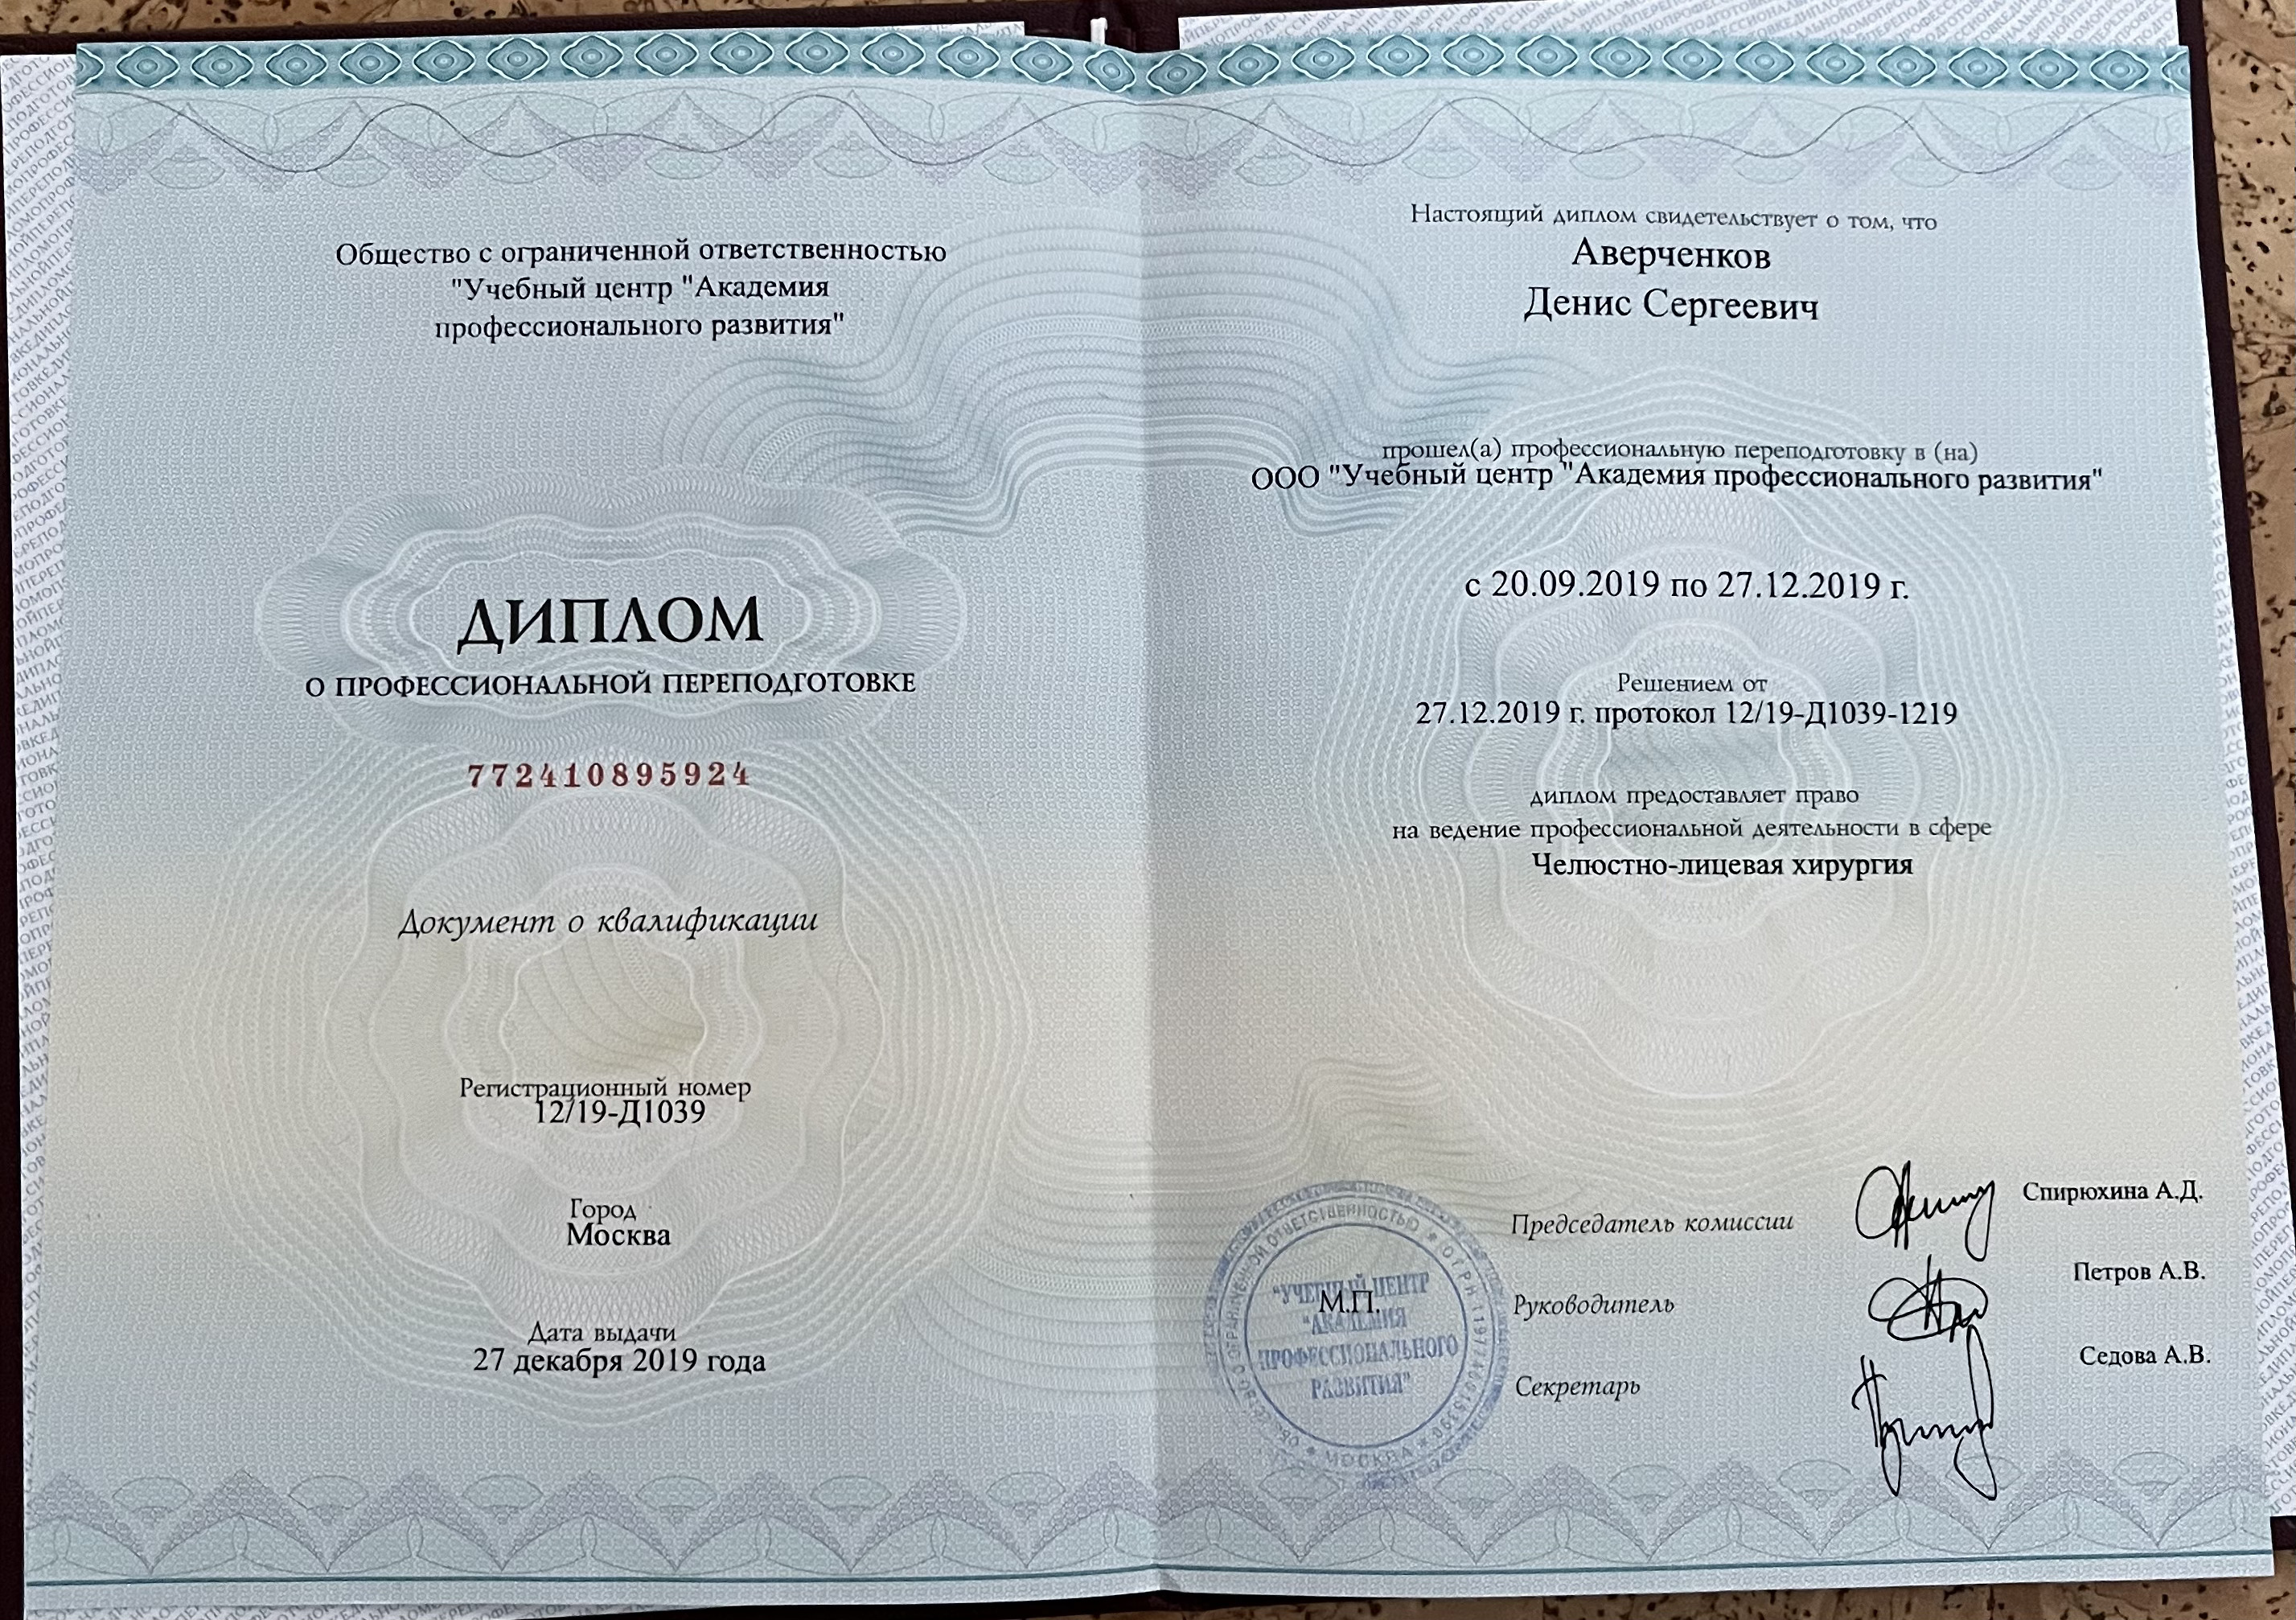 Общество с ограниченной ответственностью
"Учебный центр "Академия
профессионального развития"
ДИПЛОМ
О ПРОФЕССИОНАЛЬНОЙ ПЕРЕПОДГОТОВКЕ
772410895924
Документ о квалификации
Регистрационный номер
12/19-Д1039
Город
Москва
Дата выдачи
27 декабря 2019 года
Настоящий диплом свидетельствует о том, что
Аверченков
Денис Сергеевич
прошел(а) профессиональную переподготовку в (на)
ООО "Учебный центр "Академия профессионального развития"
с 20.09.2019 по 27.12.2019 г.
Решением от
27.12.2019 г. протокол 12/19-Д1039-1219
диплом предоставляет право
на ведение профессиональной деятельности в сфере
Челюстно-лицевая хирургия
Председатель комиссии
Спирюхина А.Д.
Руководитель
Петров А.В.
Секретарь
Седова А.В.
М.П.
"УЧЕБНЫЙ ЦЕНТР
"АКАДЕМИЯ
ПРОФЕССИОНАЛЬНОГО
РАЗВИТИЯ"
ОГРАНИЧЕННОЙ ОТВЕТСТВЕННОСТЬЮ
МОСКВА